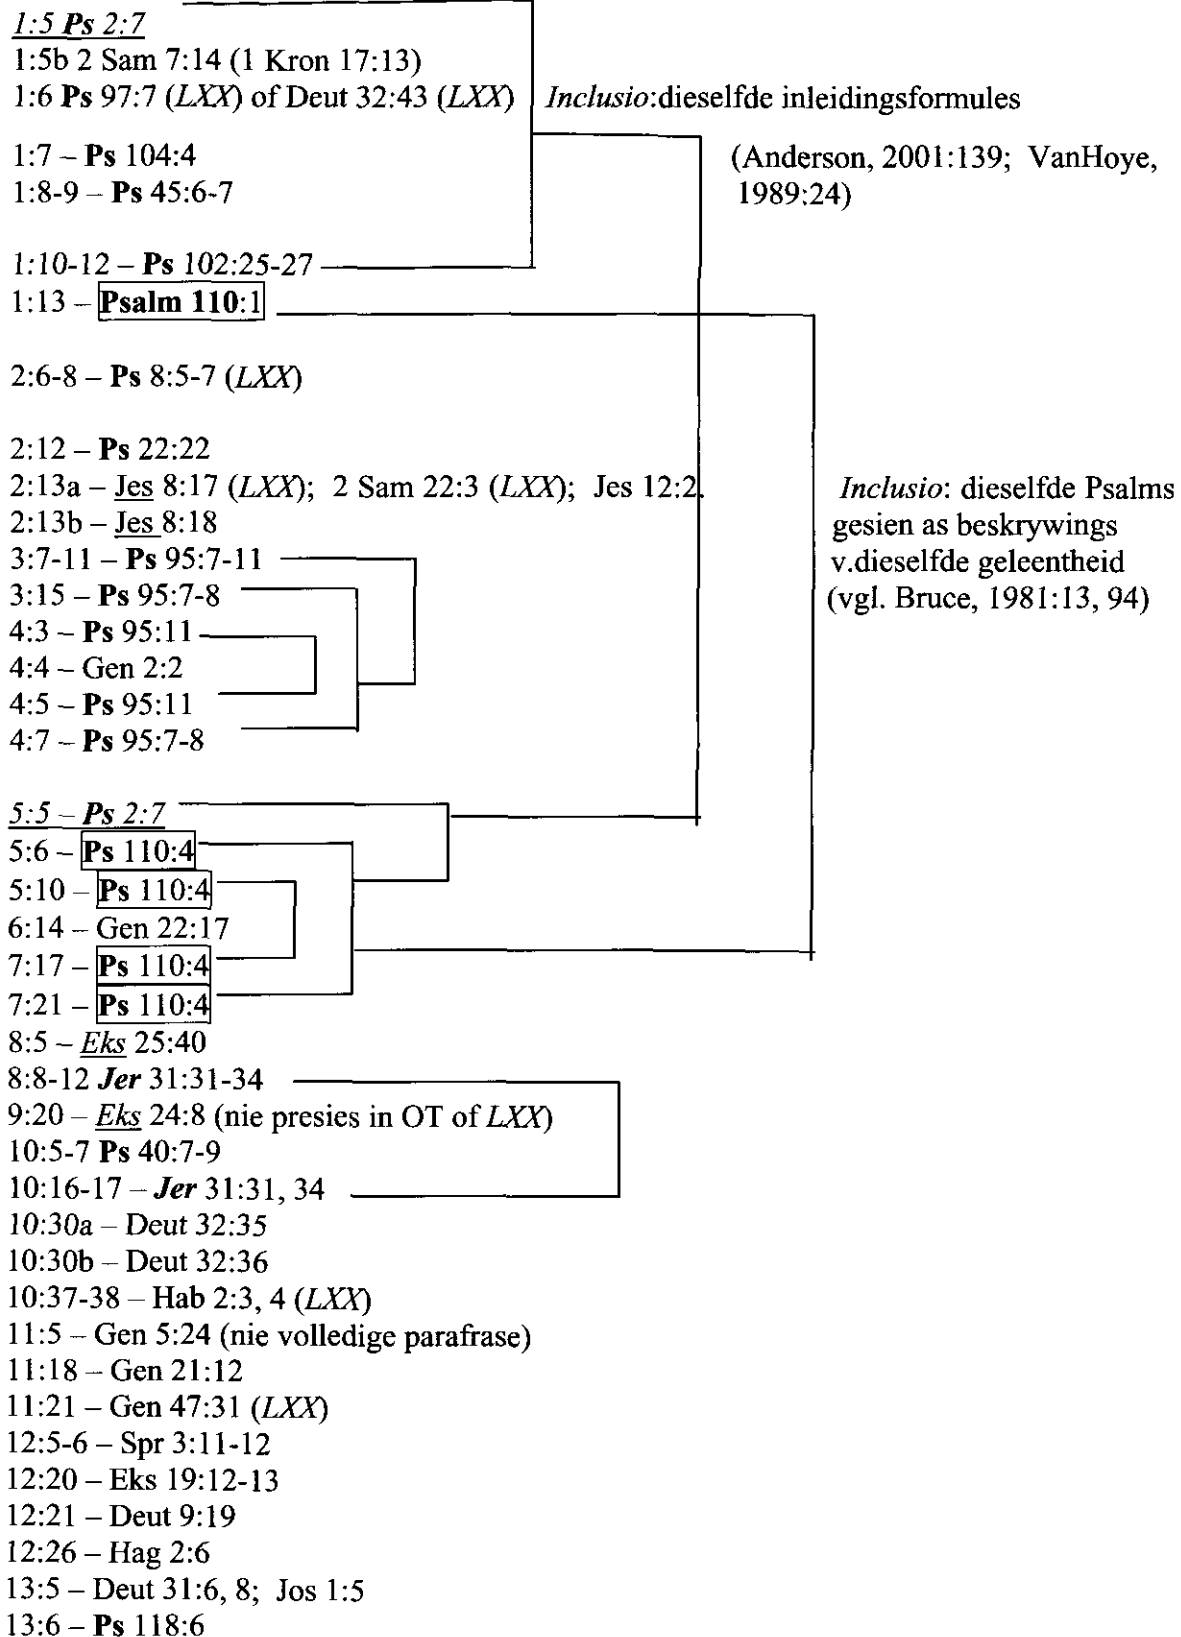 1:5 Ps 2:7
1:5b 2 Sam 7:14 (1 Kron 17:13)
1:6 Ps 97:7 (LXX) of Deut 32:43 (LXX)
Inclusio:dieselfde inleidingsformules
1:7 – Ps 104:4
(Anderson, 2001:139; VanHoye,
1:8-9 – Ps 45:6-7
1989:24)
1:10-12 – Ps 102:25-27
1:13 – Psalm 110:1
2:6-8 – Ps 8:5-7 (LXX)
2:12 – Ps 22:22
2:13a – Jes 8:17 (LXX); 2 Sam 22:3 (LXX); Jes 12:2.
2:13b – Jes 8:18
Inclusio: dieselfde Psalms
gesien as beskrywings
v.dieselfde geleentheid
(vgl. Bruce, 1981:13, 94)
3:7-11 – Ps 95:7-11
3:15 – Ps 95:7-8
4:3 – Ps 95:11
4:4 – Gen 2:2
4:5 – Ps 95:11
4:7 – Ps 95:7-8
5:5 – Ps 2:7
5:6 – Ps 110:4
5:10 – Ps 110:4
6:14 – Gen 22:17
7:17 – Ps 110:4
7:21 – Ps 110:4
8:5 – Eks 25:40
8:8-12 Jer 31:31-34
9:20 – Eks 24:8 (nie presies in OT of LXX)
10:5-7 Ps 40:7-9
10:16-17 – Jer 31:31, 34
10:30a – Deut 32:35
10:30b – Deut 32:36
10:37-38 – Hab 2:3, 4 (LXX)
11:5 – Gen 5:24 (nie volledige parafrase)
11:18 – Gen 21:12
11:21 – Gen 47:31 (LXX)
12:5-6 – Spr 3:11-12
12:20 – Eks 19:12-13
12:21 – Deut 9:19
12:26 – Hag 2:6
13:5 – Deut 31:6, 8; Jos 1:5
13:6 – Ps 118:6